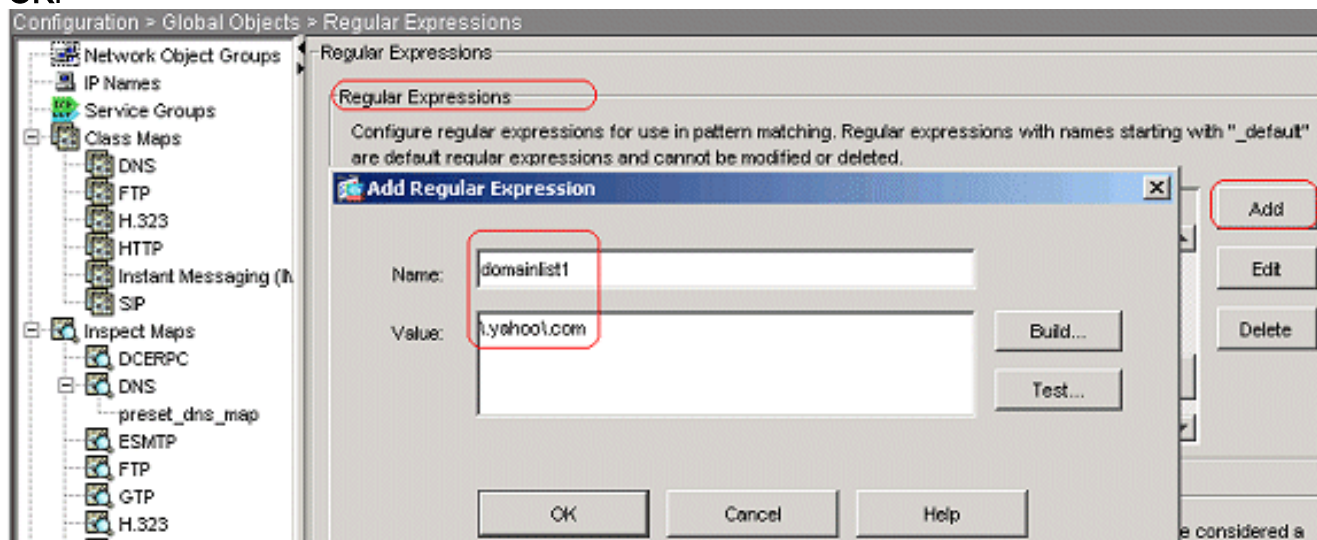 OK.
Configuration > Global Objects > Regular Expressions
Network Object Groups
IP Names
Service Groups
Class Maps
DNS
FTP
H.323
HTTP
Instant Messaging (IM
SIP
Inspect Maps
DCERPC
DNS
preset_dns_map
ESMTP
FTP
GTP
H.323
Regular Expressions
Regular Expressions
Configure regular expressions for use in pattern matching. Regular expressions with names starting with "_default"
are default regular expressions and cannot be modified or deleted.
Add Regular Expression
Name:
domainlist1
Value:
\.yahoo\.com
Build...
Test...
OK
Cancel
Help
Add
Edit
Delete
e considered a